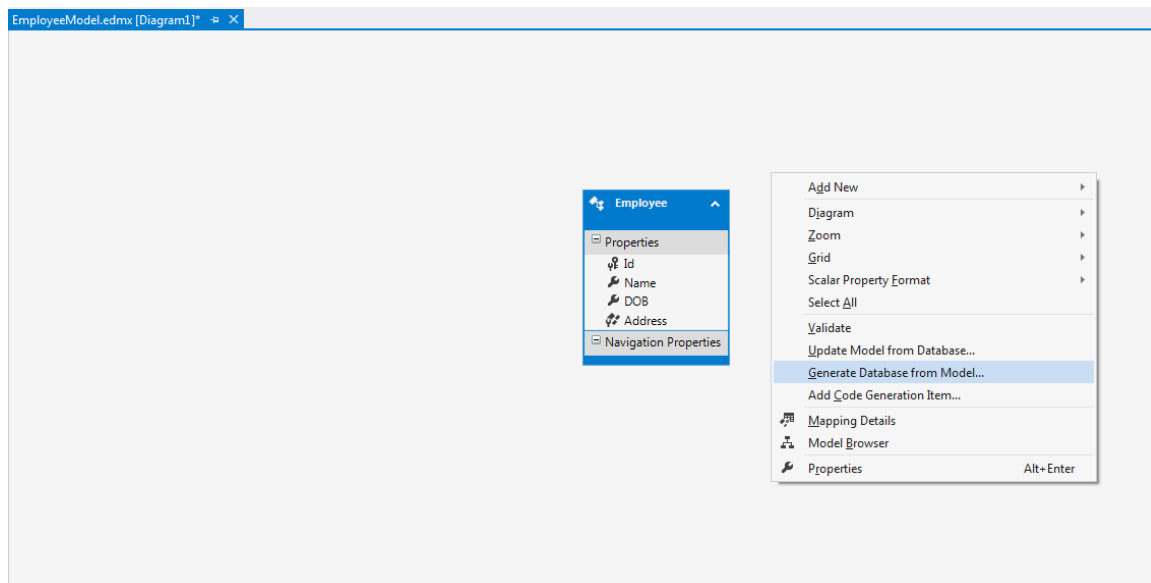 EmployeeModel.edmx [Diagram1]*
Employee
Properties
Id
Name
DOB
Address
Navigation Properties
Add New
Diagram
Zoom
Grid
Scalar Property Format
Select All
Validate
Update Model from Database...
Generate Database from Model...
Add Code Generation Item...
Mapping Details
Model Browser
Properties Alt+Enter